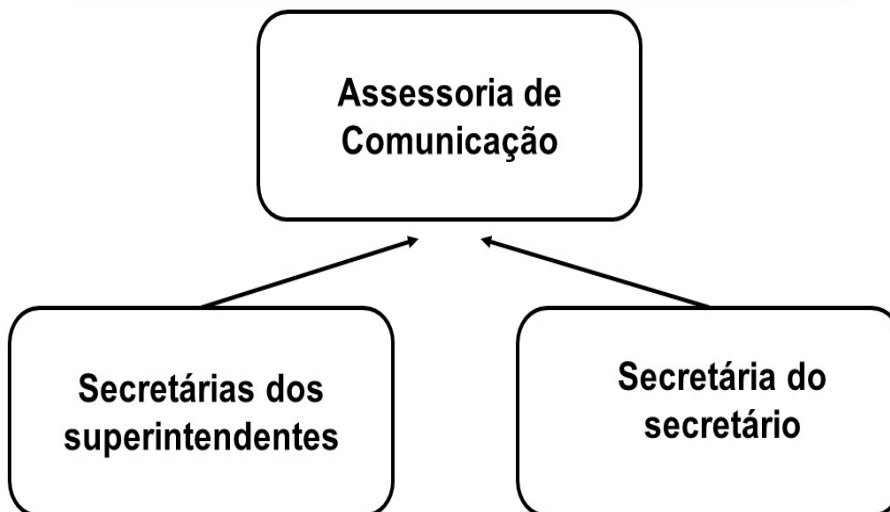 Assessoria de
Comunicação
Secretárias dos
superintendentes
Secretária do
secretário